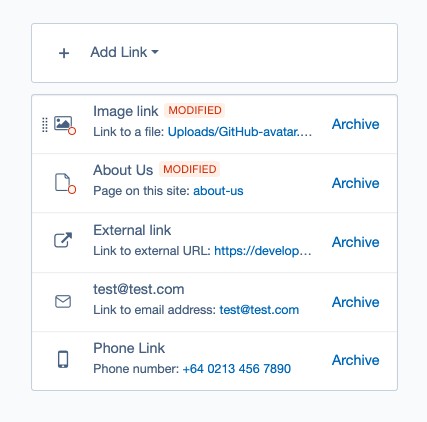 + Add Link
Image link MODIFIED
Link to a file: Uploads/GitHub-avatar.... Archive
About Us MODIFIED
Page on this site: about-us Archive
External link
Link to external URL: https://develop... Archive
test@test.com
Link to email address: test@test.com Archive
Phone Link
Phone number: +64 0213 456 7890 Archive